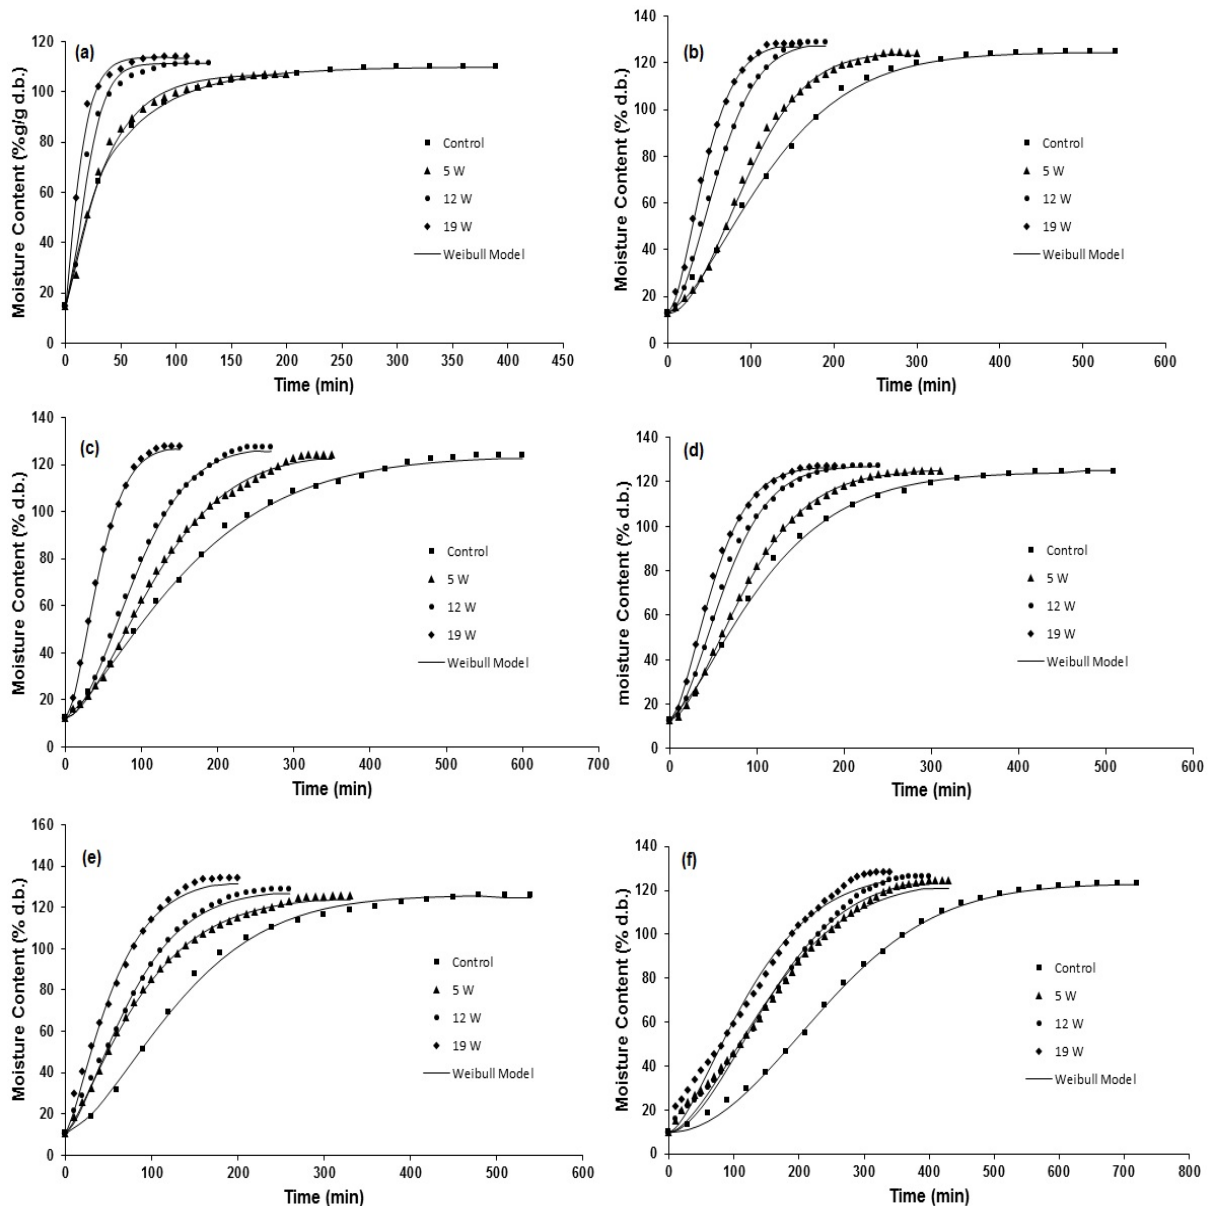 (a)
Moisture Content (%g/g d.b.)
120
100
80
60
40
20
0
0 50 100 150 200 250 300 350 400 450
Time (min)
Control
5 W
12 W
19 W
Weibull Model
(b)
Moisture Content (% d.b.)
140
120
100
80
60
40
20
0
0 100 200 300 400 500 600
Time (min)
Control
5 W
12 W
19 W
Weibull Model
(c)
Moisture Content (% d.b.)
140
120
100
80
60
40
20
0
0 100 200 300 400 500 600 700
Time (min)
Control
5 W
12 W
19 W
Weibull Model
(d)
moisture Content (% d.b.)
140
120
100
80
60
40
20
0
0 100 200 300 400 500 600
Time (min)
Control
5 W
12 W
19 W
Weibull Model
(e)
Moisture Content (% d.b.)
160
140
120
100
80
60
40
20
0
0 100 200 300 400 500 600
Time (min)
Control
5 W
12 W
19 W
Weibull Model
(f)
Moisture Content (% d.b.)
140
120
100
80
60
40
20
0
0 100 200 300 400 500 600 700 800
Time (min)
Control
5 W
12 W
19 W
Weibull Model